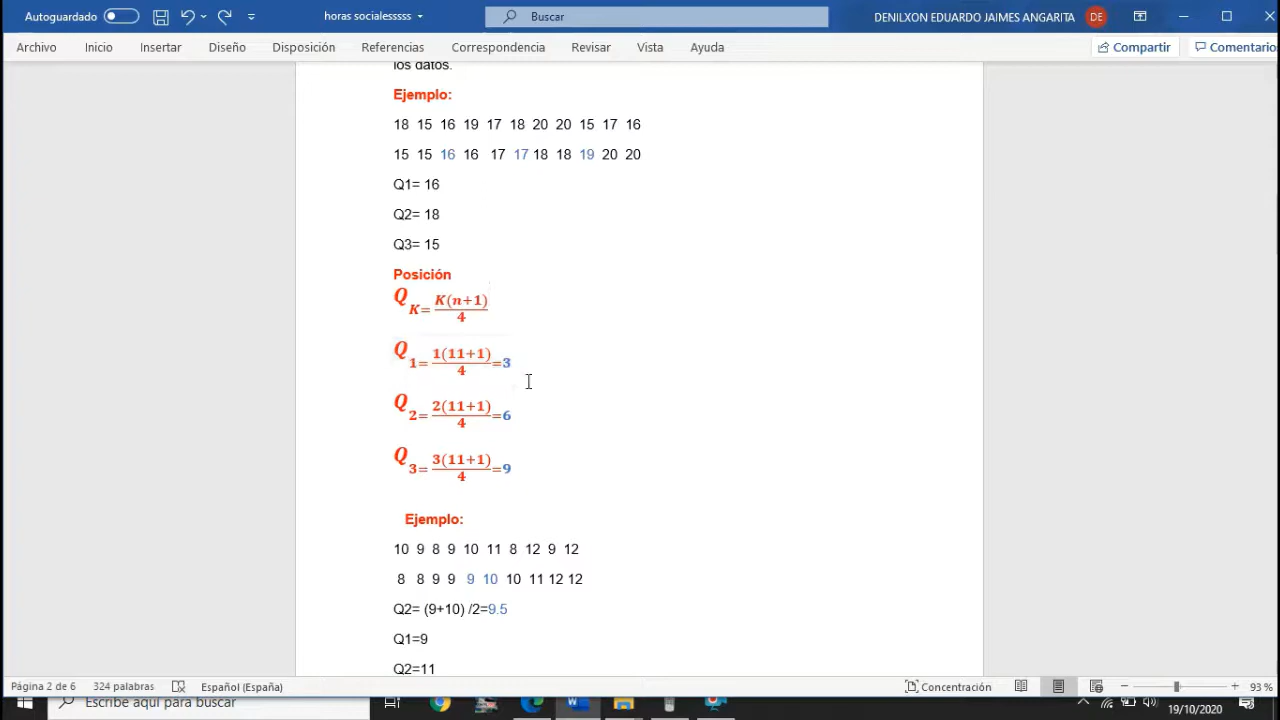 Autoguardado
horas socialesssss
Buscar
DENILXON EDUARDO JAIMES ANGARITA
DE
Archivo Inicio Insertar Diseño Disposición Referencias Correspondencia Revisar Vista Ayuda
Compartir
Comentario
los datos.
Ejemplo:
18 15 16 19 17 18 20 20 15 17 16
15 15 16 16 17 17 18 18 19 20 20
Q1= 16
Q2= 18
Q3= 15
Posición
Q K= K(n+1)/4
Q 1= 1(11+1)/4 =3
Q 2= 2(11+1)/4 =6
Q 3= 3(11+1)/4 =9
Ejemplo:
10 9 8 9 10 11 8 12 9 12
8 8 9 9 9 10 10 11 12 12
Q2= (9+10) /2=9.5
Q1=9
Q2=11
Página 2 de 6 324 palabras Español (España) Concentración 93 %
Escribe aquí para buscar
19/10/2020